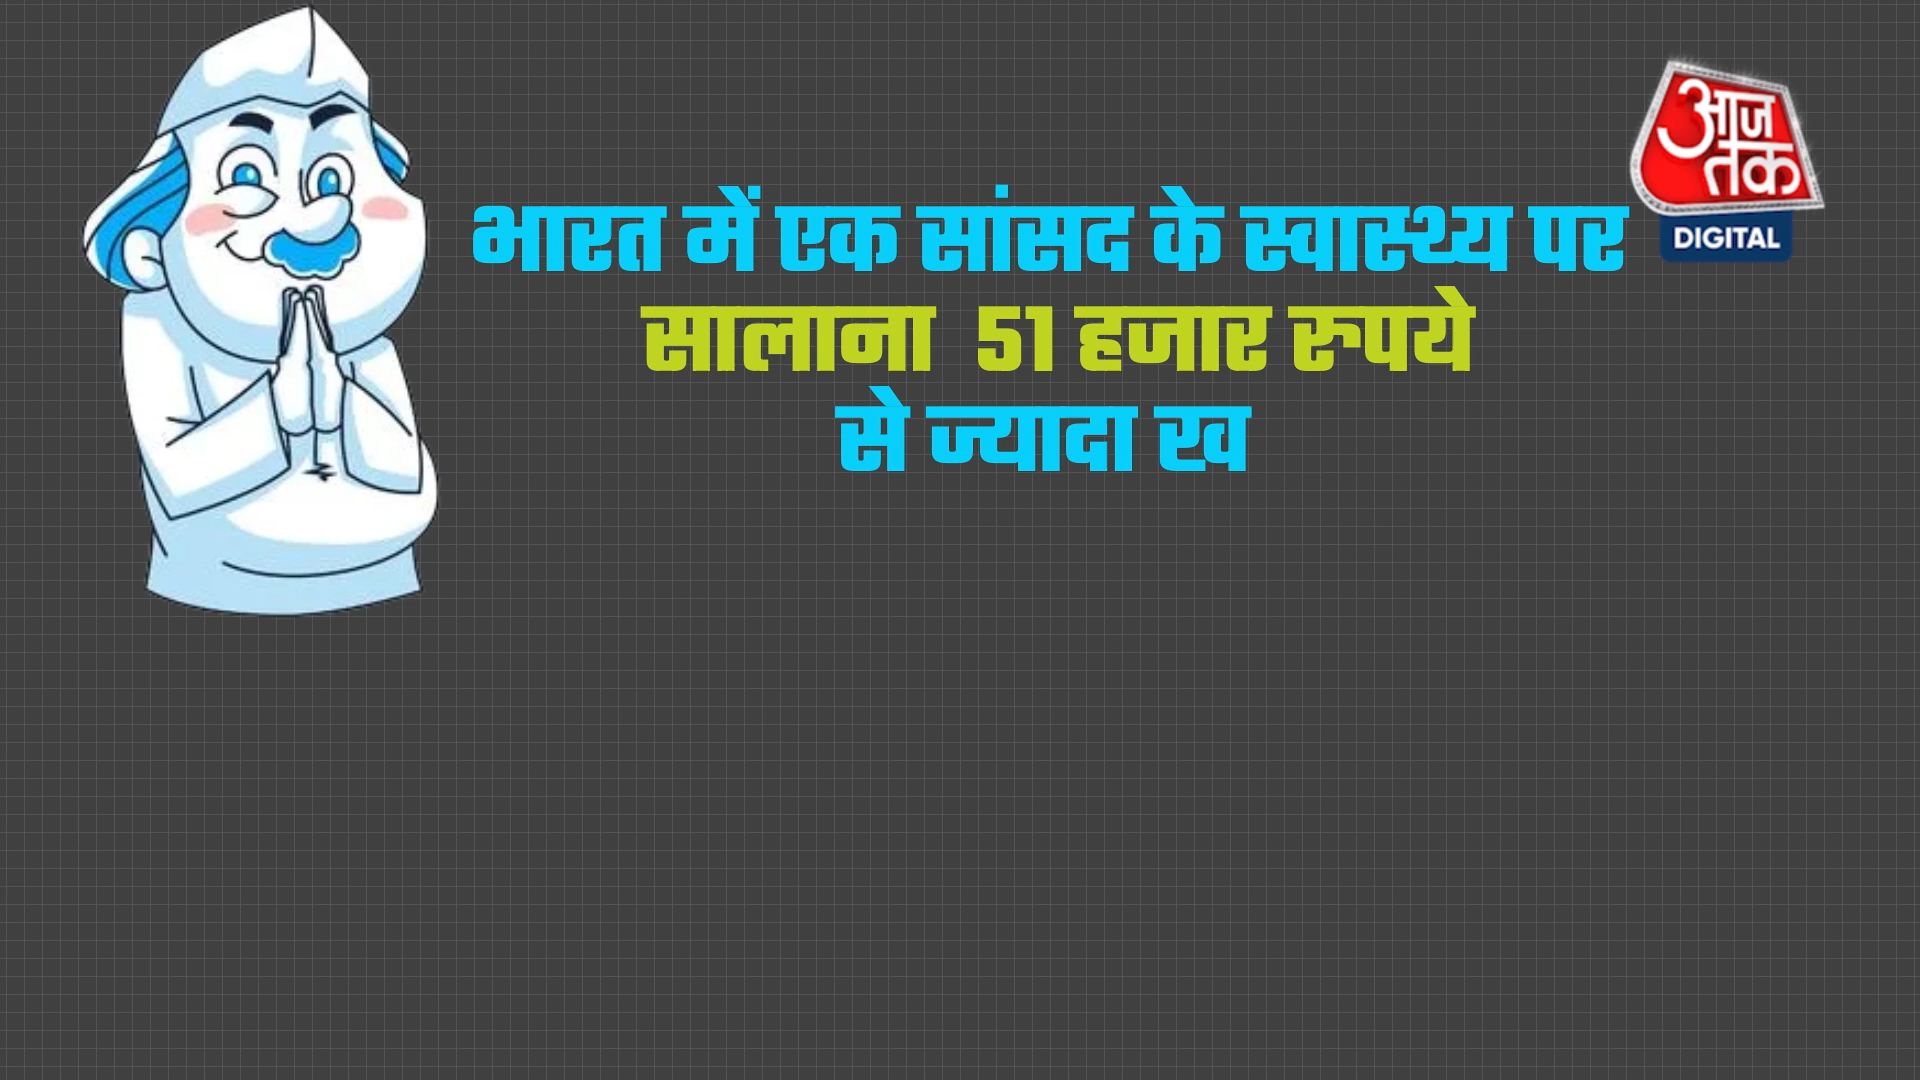 आज
तक
DIGITAL
भारत में एक सांसद के स्वास्थ्य पर
सालाना 51 हजार रुपये
से ज्यादा ख